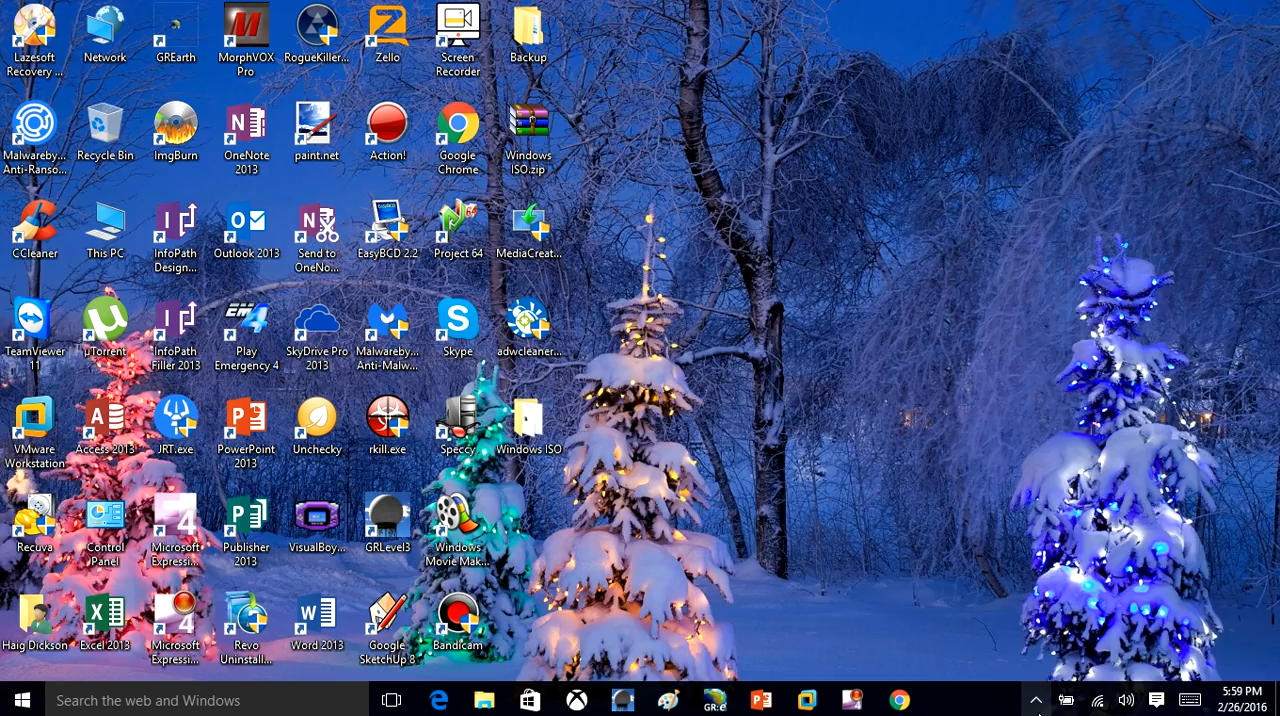 Lazesoft
Recovery ...
Network
GREarth
MorphVOX
Pro
RogueKiller...
Zello
Screen
Recorder
Backup
Malwareby...
Anti-Ranso...
Recycle Bin
ImgBurn
OneNote
2013
paint.net
Action!
Google
Chrome
Windows
ISO.zip
CCleaner
This PC
InfoPath
Design...
Outlook 2013
Send to
OneNo...
EasyBCD 2.2
Project 64
MediaCreat...
TeamViewer
11
µTorrent
InfoPath
Filler 2013
Play
Emergency 4
SkyDrive Pro
2013
Malwareby...
Anti-Malw...
Skype
adwcleaner...
VMware
Workstation
Access 2013
JRT.exe
PowerPoint
2013
Unchecky
rkill.exe
Speccy
Windows ISO
Recuva
Control
Panel
Microsoft
Expressi...
Publisher
2013
VisualBoy...
GRLevel3
Windows
Movie Mak...
Haig Dickson
Excel 2013
Microsoft
Expressi...
Revo
Uninstall...
Word 2013
Google
SketchUp 8
Bandicam
Search the web and Windows
GR:e
5:59 PM
2/26/2016